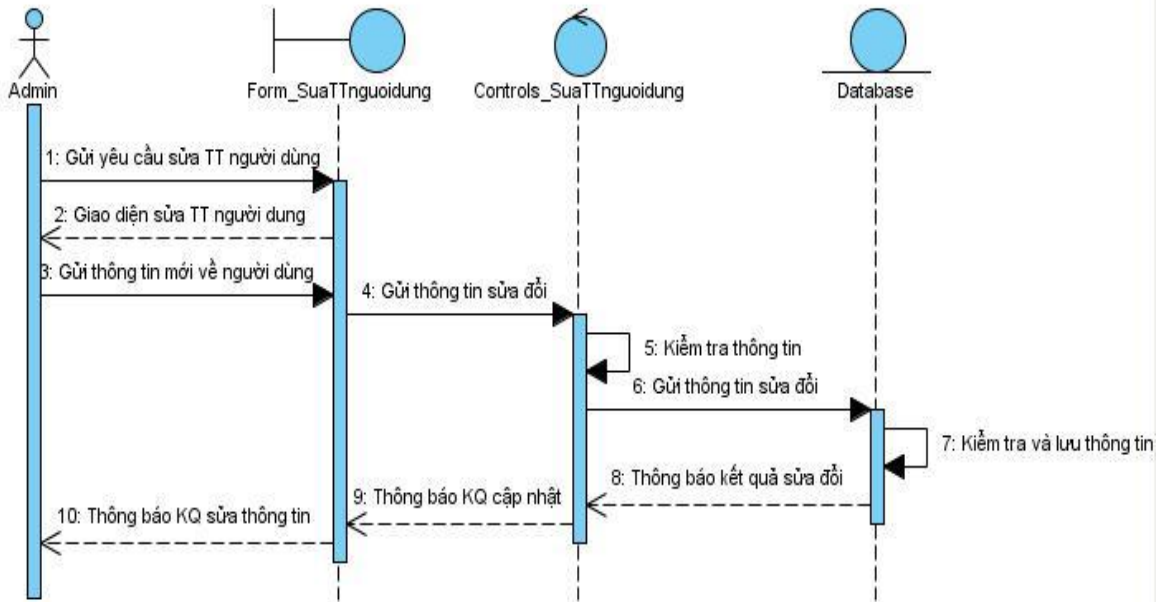 Admin
Form_SuaTTnguoidung
Controls_SuaTTnguoidung
Database
1: Gửi yêu cầu sửa TT người dùng
2: Giao diện sửa TT người dung
3: Gửi thông tin mới về người dùng
4: Gửi thông tin sửa đổi
5: Kiểm tra thông tin
6: Gửi thông tin sửa đổi
7: Kiểm tra và lưu thông tin
8: Thông báo kết quả sửa đổi
9: Thông báo KQ cập nhật
10: Thông báo KQ sửa thông tin